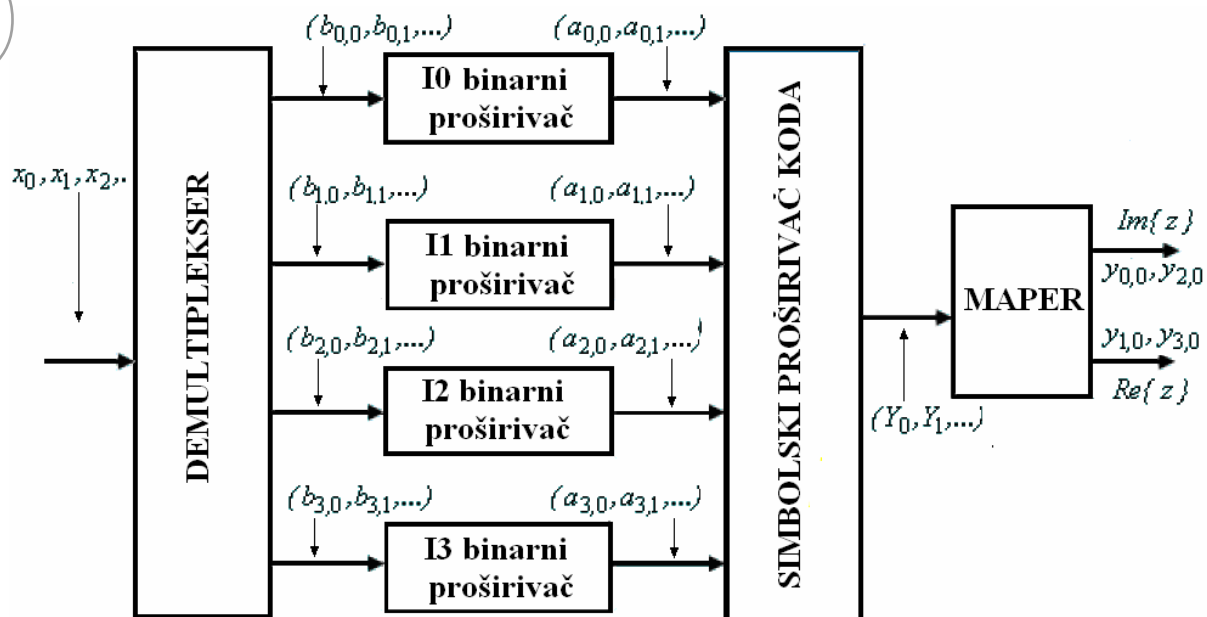 (b0,0,b0,1,...)
(a0,0,a0,1,...)
I0 binarni
proširivač
x0,x1,x2,.
DEMULTIPLEKSER
(b1,0,b1,1,...)
(a1,0,a1,1,...)
I1 binarni
proširivač
(b2,0,b2,1,...)
(a2,0,a2,1,...)
I2 binarni
proširivač
(b3,0,b3,1,...)
(a3,0,a3,1,...)
I3 binarni
proširivač
SIMBOLSKI PROŠIRIVAČ KODA
(Y0,Y1,...)
MAPER
Im{z}
y0,0,y2,0
y1,0,y3,0
Re{z}